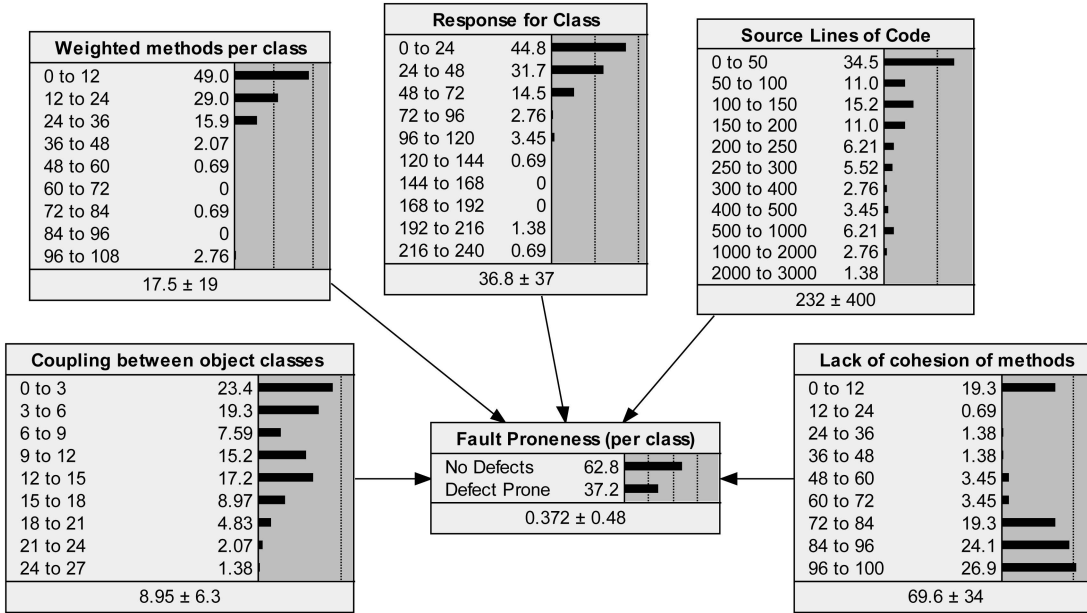 Weighted methods per class
0 to 12 49.0
12 to 24 29.0
24 to 36 15.9
36 to 48 2.07
48 to 60 0.69
60 to 72 0
72 to 84 0.69
84 to 96 0
96 to 108 2.76
17.5 ± 19
Response for Class
0 to 24 44.8
24 to 48 31.7
48 to 72 14.5
72 to 96 2.76
96 to 120 3.45
120 to 144 0.69
144 to 168 0
168 to 192 0
192 to 216 1.38
216 to 240 0.69
36.8 ± 37
Source Lines of Code
0 to 50 34.5
50 to 100 11.0
100 to 150 15.2
150 to 200 11.0
200 to 250 6.21
250 to 300 5.52
300 to 400 2.76
400 to 500 3.45
500 to 1000 6.21
1000 to 2000 2.76
2000 to 3000 1.38
232 ± 400
Coupling between object classes
0 to 3 23.4
3 to 6 19.3
6 to 9 7.59
9 to 12 15.2
12 to 15 17.2
15 to 18 8.97
18 to 21 4.83
21 to 24 2.07
24 to 27 1.38
8.95 ± 6.3
Fault Proneness (per class)
No Defects 62.8
Defect Prone 37.2
0.372 ± 0.48
Lack of cohesion of methods
0 to 12 19.3
12 to 24 0.69
24 to 36 1.38
36 to 48 1.38
48 to 60 3.45
60 to 72 3.45
72 to 84 19.3
84 to 96 24.1
96 to 100 26.9
69.6 ± 34